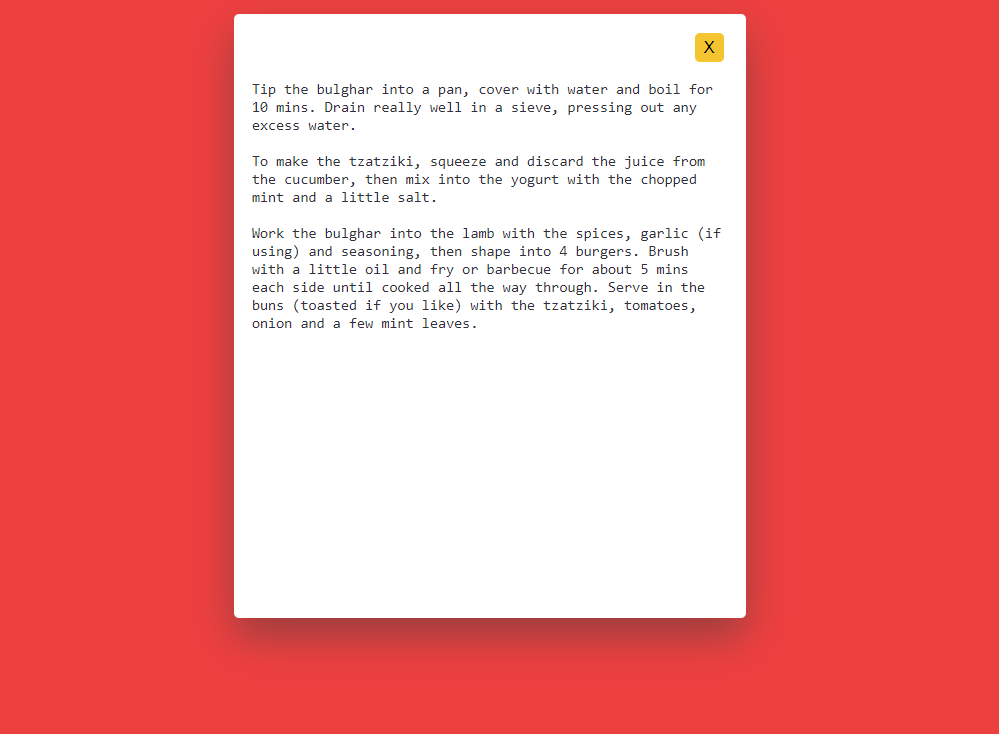 X
Tip the bulghar into a pan, cover with water and boil for
10 mins. Drain really well in a sieve, pressing out any
excess water.
To make the tzatziki, squeeze and discard the juice from
the cucumber, then mix into the yogurt with the chopped
mint and a little salt.
Work the bulghar into the lamb with the spices, garlic (if
using) and seasoning, then shape into 4 burgers. Brush
with a little oil and fry or barbecue for about 5 mins
each side until cooked all the way through. Serve in the
buns (toasted if you like) with the tzatziki, tomatoes,
onion and a few mint leaves.